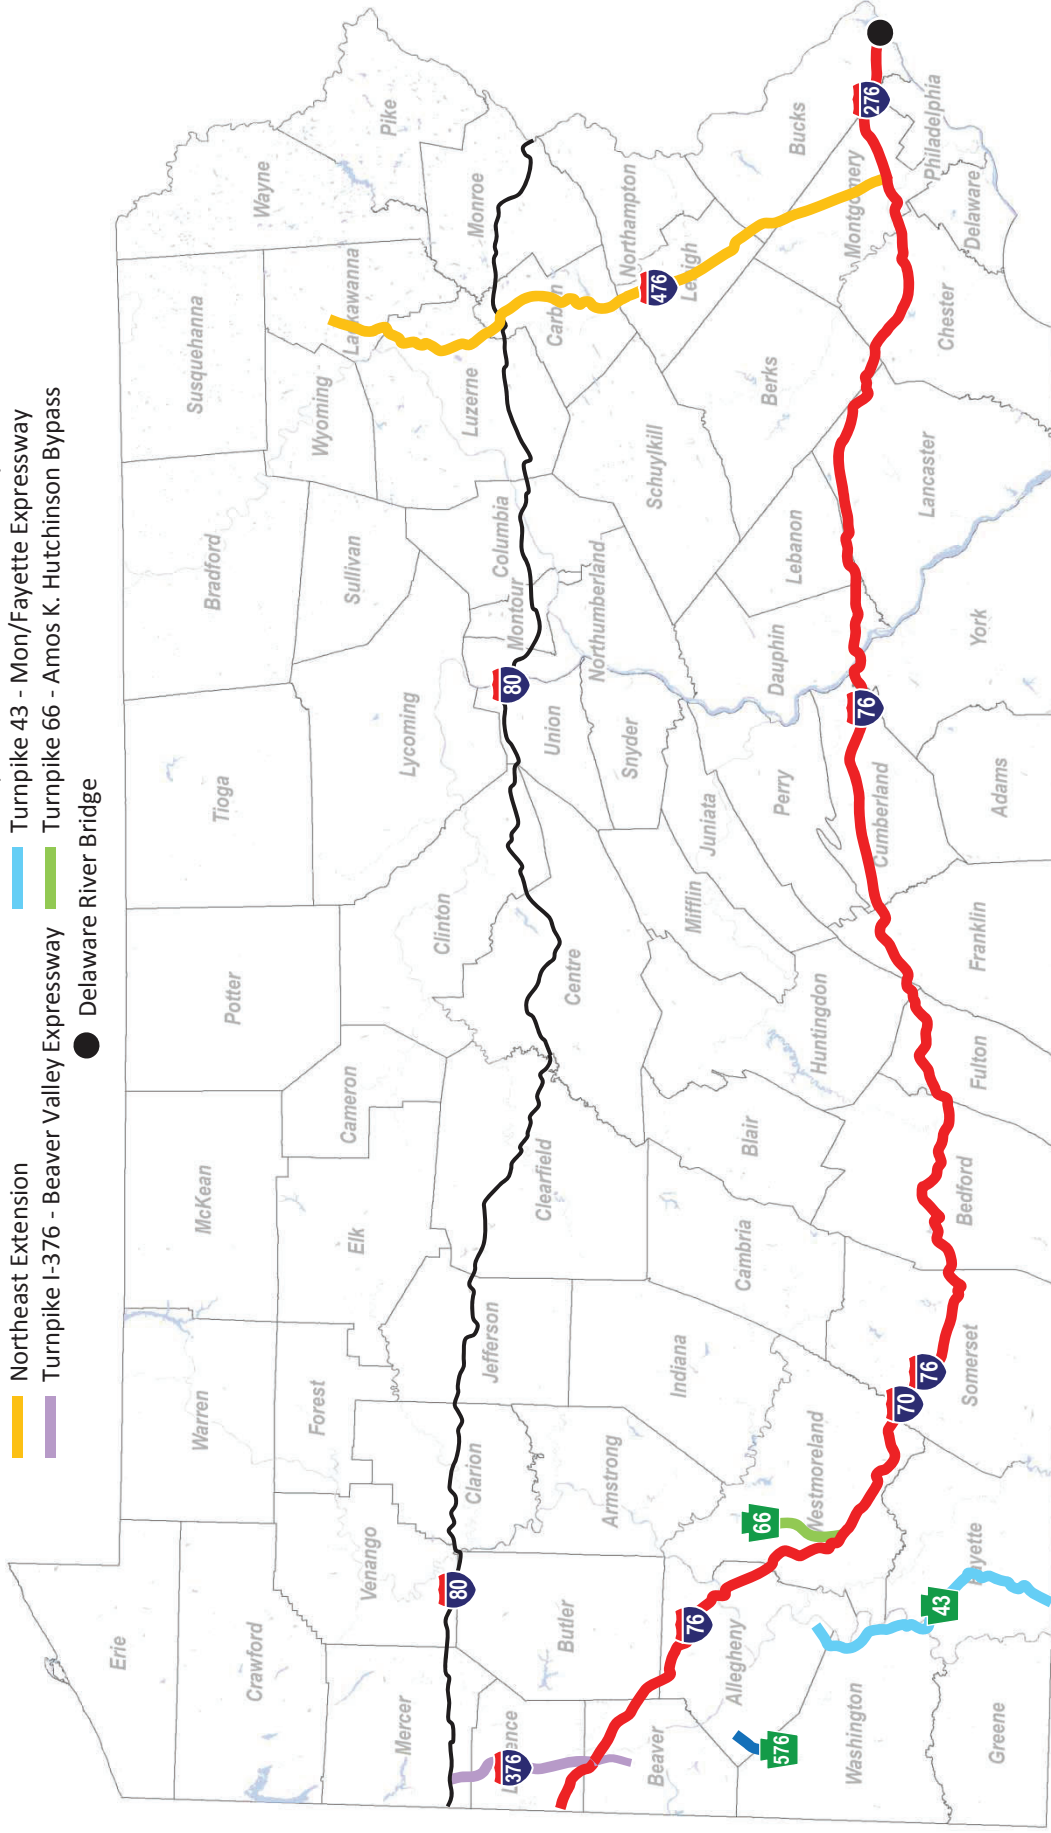 Northeast Extension
Turnpike 43 - Mon/Fayette Expressway
Turnpike I-376 - Beaver Valley Expressway
Turnpike 66 - Amos K. Hutchinson Bypass
Delaware River Bridge
Erie
Warren
McKean
Potter
Tioga
Bradford
Susquehanna
Wayne
Crawford
Forest
Elk
Cameron
Sullivan
Wyoming
Lackawanna
Pike
Venango
Clinton
Lycoming
Luzerne
Monroe
Mercer
80
Clarion
Jefferson
Clearfield
Centre
80
Union
Montour
Columbia
Carbon
376
Butler
Armstrong
Indiana
Snyder
Northumberland
Schuylkill
476
Northampton
Lehigh
Beaver
76
Allegheny
66
Cambria
Blair
Huntingdon
Mifflin
Juniata
Perry
Dauphin
Lebanon
Berks
Montgomery
Bucks
276
576
Westmoreland
Cumberland
76
Washington
43
Fayette
70
76
Somerset
Bedford
Fulton
Franklin
Adams
York
Lancaster
Chester
Delaware
Philadelphia
Greene